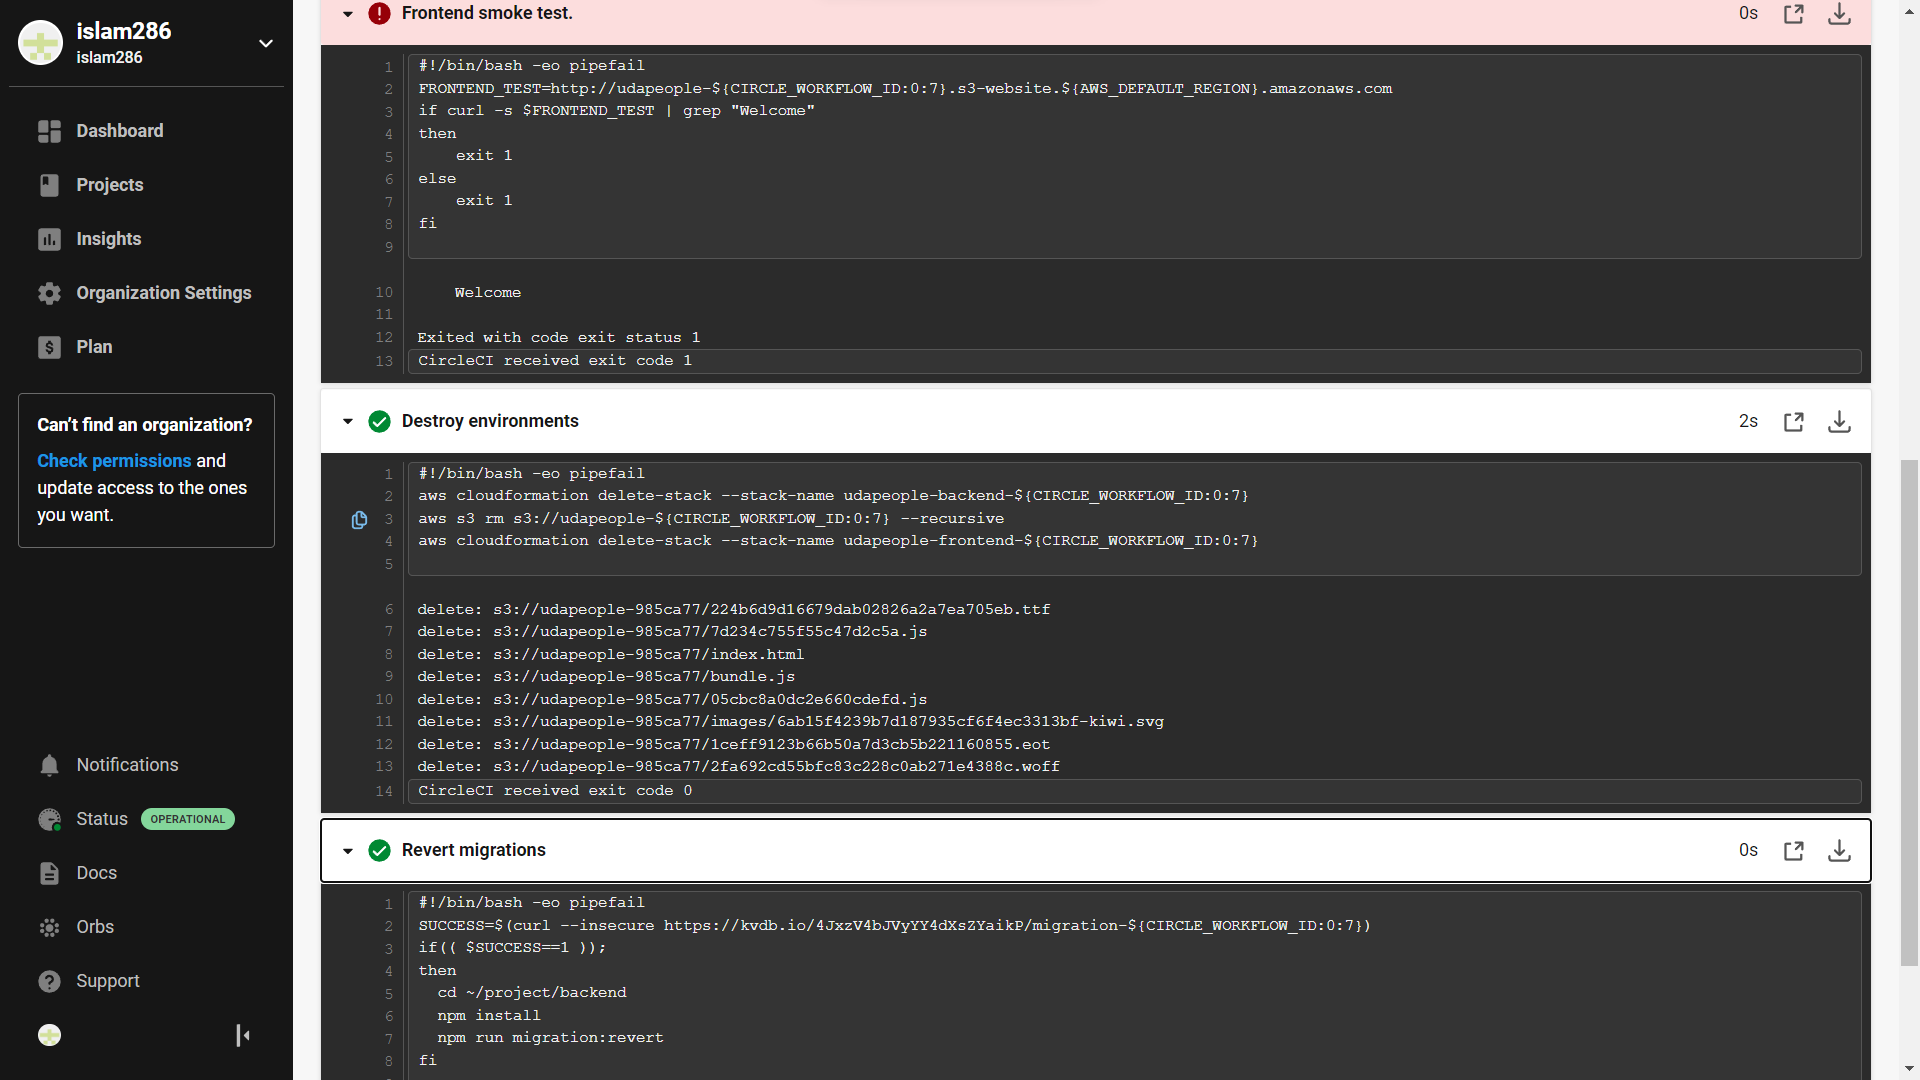 islam286
islam286
Dashboard
Projects
Insights
Organization Settings
Plan
Can't find an organization?
Check permissions and
update access to the ones
you want.
Notifications
Status OPERATIONAL
Docs
Orbs
Support
Frontend smoke test. 0s
1 #!/bin/bash -eo pipefail
2 FRONTEND_TEST=http://udapeople-${CIRCLE_WORKFLOW_ID:0:7}.s3-website.${AWS_DEFAULT_REGION}.amazonaws.com
3 if curl -s $FRONTEND_TEST | grep "Welcome"
4 then
5     exit 1
6 else
7     exit 1
8 fi
9
10     Welcome
11
12 Exited with code exit status 1
13 CircleCI received exit code 1
Destroy environments 2s
1 #!/bin/bash -eo pipefail
2 aws cloudformation delete-stack --stack-name udapeople-backend-${CIRCLE_WORKFLOW_ID:0:7}
3 aws s3 rm s3://udapeople-${CIRCLE_WORKFLOW_ID:0:7} --recursive
4 aws cloudformation delete-stack --stack-name udapeople-frontend-${CIRCLE_WORKFLOW_ID:0:7}
5
6 delete: s3://udapeople-985ca77/224b6d9d16679dab02826a2a7ea705eb.ttf
7 delete: s3://udapeople-985ca77/7d234c755f55c47d2c5a.js
8 delete: s3://udapeople-985ca77/index.html
9 delete: s3://udapeople-985ca77/bundle.js
10 delete: s3://udapeople-985ca77/05cbc8a0dc2e660cdefd.js
11 delete: s3://udapeople-985ca77/images/6ab15f4239b7d187935cf6f4ec3313bf-kiwi.svg
12 delete: s3://udapeople-985ca77/1ceff9123b66b50a7d3cb5b221160855.eot
13 delete: s3://udapeople-985ca77/2fa692cd55bfc83c228c0ab271e4388c.woff
14 CircleCI received exit code 0
Revert migrations 0s
1 #!/bin/bash -eo pipefail
2 SUCCESS=$(curl --insecure https://kvdb.io/4JxzV4bJVyYY4dXsZYaikP/migration-${CIRCLE_WORKFLOW_ID:0:7})
3 if(( $SUCCESS==1 ));
4 then
5   cd ~/project/backend
6   npm install
7   npm run migration:revert
8 fi